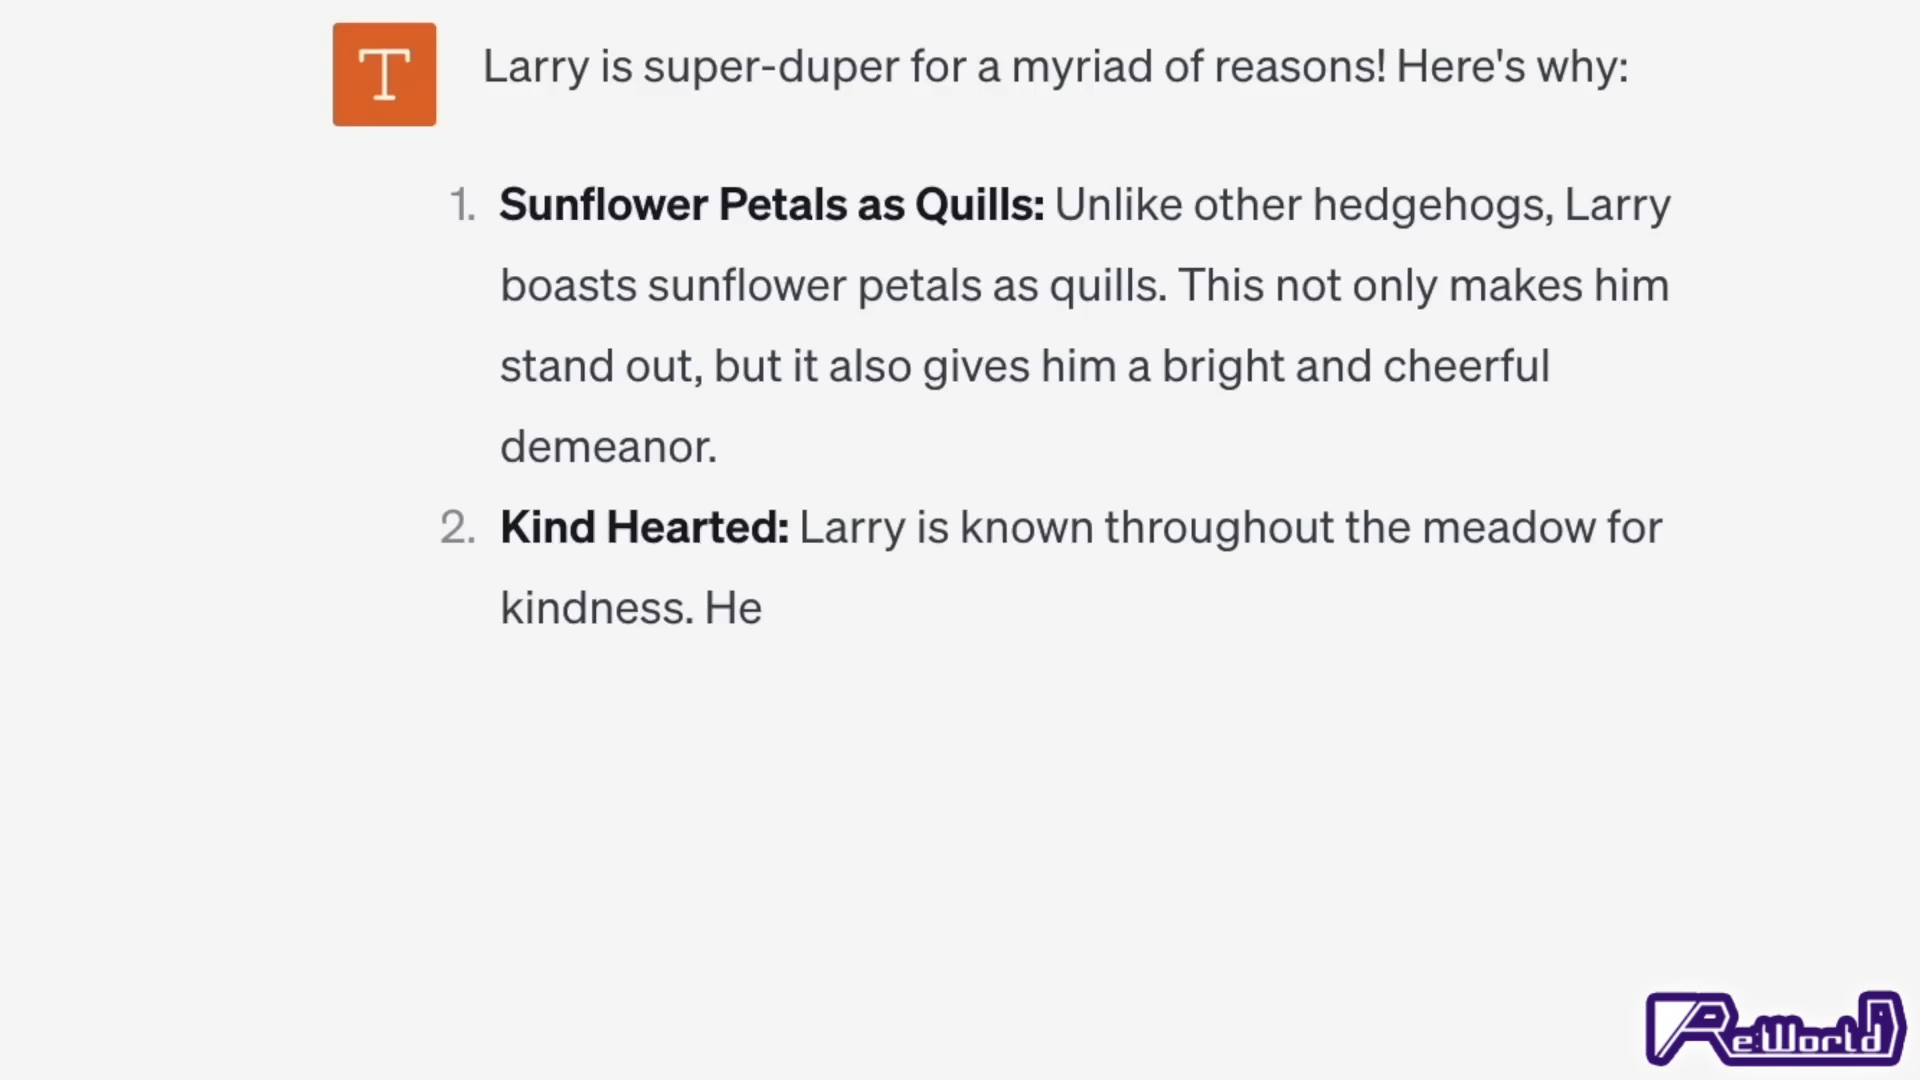 T
Larry is super-duper for a myriad of reasons! Here's why:
1. Sunflower Petals as Quills: Unlike other hedgehogs, Larry
boasts sunflower petals as quills. This not only makes him
stand out, but it also gives him a bright and cheerful
demeanor.
2. Kind Hearted: Larry is known throughout the meadow for
kindness. He
ReWorld